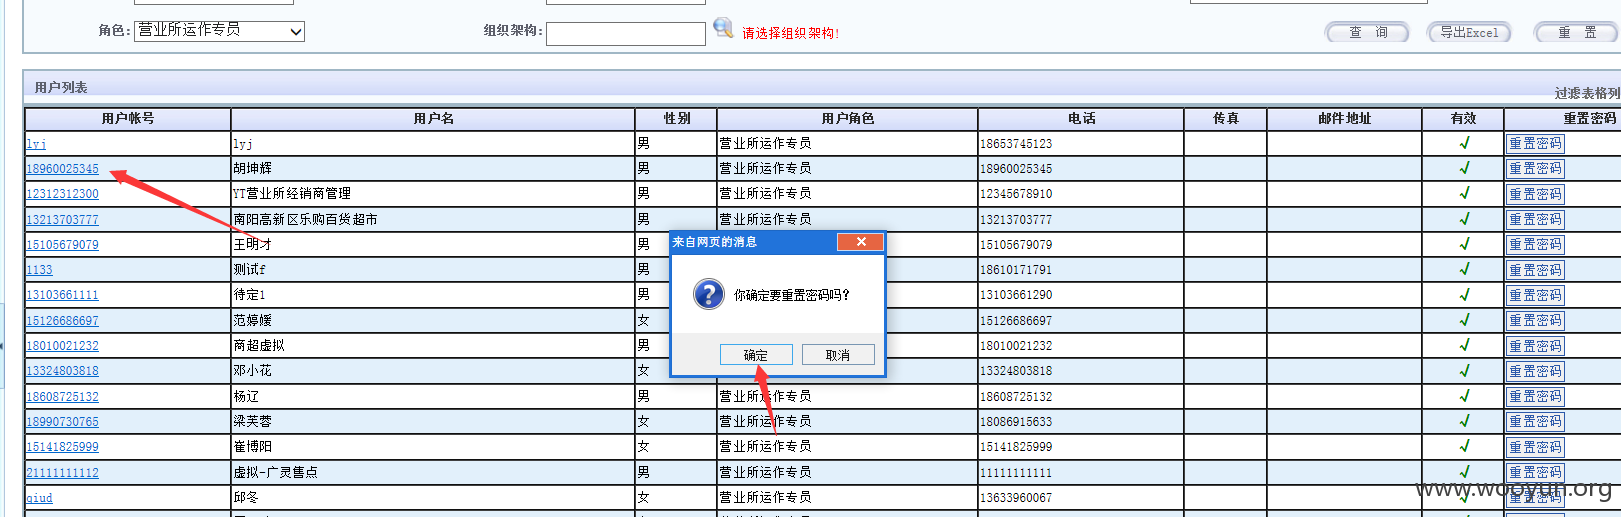 角色: 营业所运作专员 组织架构: 请选择组织架构! 查 询 导出Excel 重 置
用户列表
过滤表格列
用户帐号 用户名 性别 用户角色 电话 传真 邮件地址 有效 重置密码
lyj lyj 男 营业所运作专员 18653745123 √ 重置密码
18960025345 胡坤辉 男 营业所运作专员 18960025345 √ 重置密码
12312312300 YT营业所经销商管理 男 营业所运作专员 12345678910 √ 重置密码
13213703777 南阳高新区乐购百货超市 男 营业所运作专员 13213703777 √ 重置密码
15105679079 王明才 男 15105679079 √ 重置密码
1133 测试f 男 18610171791 √ 重置密码
13103661111 待定1 男 13103661290 √ 重置密码
15126686697 范婷媛 女 15126686697 √ 重置密码
18010021232 商超虚拟 男 18010021232 √ 重置密码
13324803818 邓小花 女 13324803818 √ 重置密码
18608725132 杨辽 男 营业所运作专员 18608725132 √ 重置密码
18990730765 梁芙蓉 女 营业所运作专员 18086915633 √ 重置密码
15141825999 崔博阳 女 营业所运作专员 15141825999 √ 重置密码
21111111112 虚拟-广灵售点 男 营业所运作专员 11111111111 √ 重置密码
qiud 邱冬 女 营业所运作专员 13633960067 √ 重置密码
来自网页的消息
你确定要重置密码吗?
确定 取消
www.wooyun.org